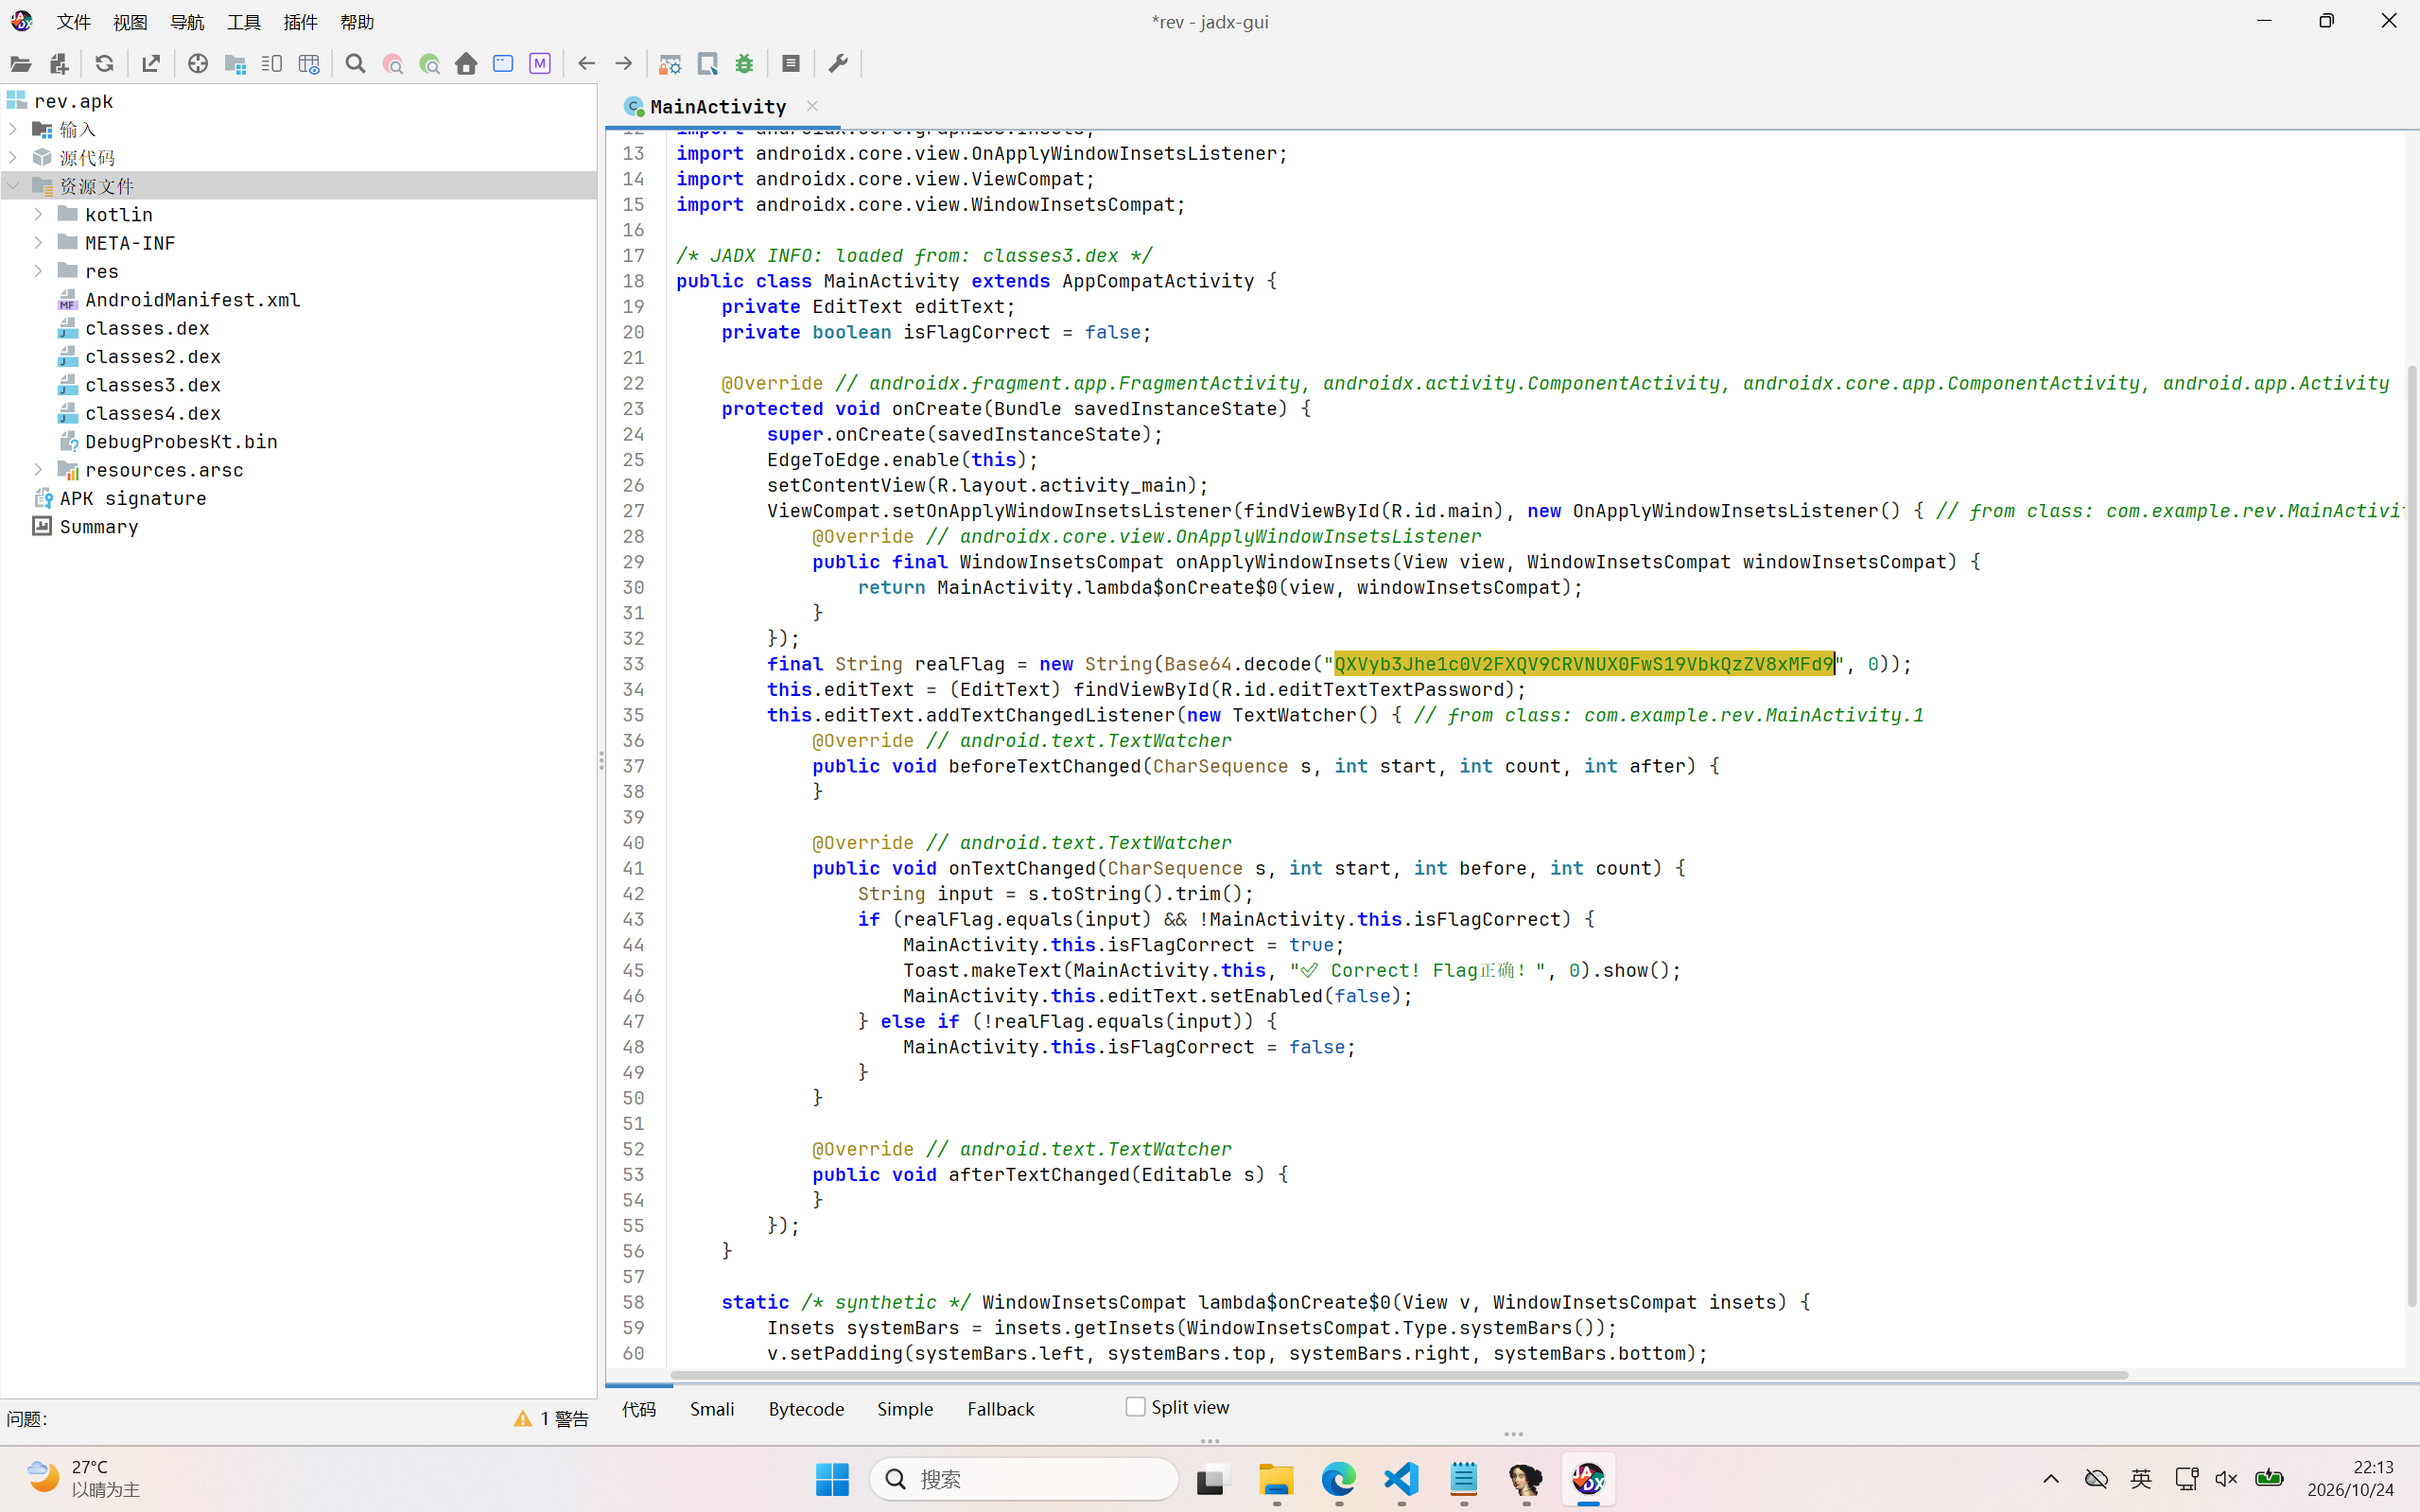 文件 视图 导航 工具 插件 帮助
*rev - jadx-gui
rev.apk
输入
源代码
资源文件
kotlin
META-INF
res
AndroidManifest.xml
classes.dex
classes2.dex
classes3.dex
classes4.dex
DebugProbesKt.bin
resources.arsc
APK signature
Summary
问题:
1 警告
MainActivity
12 import androidx.core.graphics.Insets;
13 import androidx.core.view.OnApplyWindowInsetsListener;
14 import androidx.core.view.ViewCompat;
15 import androidx.core.view.WindowInsetsCompat;
16
17 /* JADX INFO: loaded from: classes3.dex */
18 public class MainActivity extends AppCompatActivity {
19 private EditText editText;
20 private boolean isFlagCorrect = false;
21
22 @Override // androidx.fragment.app.FragmentActivity, androidx.activity.ComponentActivity, androidx.core.app.ComponentActivity, android.app.Activity
23 protected void onCreate(Bundle savedInstanceState) {
24 super.onCreate(savedInstanceState);
25 EdgeToEdge.enable(this);
26 setContentView(R.layout.activity_main);
27 ViewCompat.setOnApplyWindowInsetsListener(findViewById(R.id.main), new OnApplyWindowInsetsListener() { // from class: com.example.rev.MainActivi
28 @Override // androidx.core.view.OnApplyWindowInsetsListener
29 public final WindowInsetsCompat onApplyWindowInsets(View view, WindowInsetsCompat windowInsetsCompat) {
30 return MainActivity.lambda$onCreate$0(view, windowInsetsCompat);
31 }
32 });
33 final String realFlag = new String(Base64.decode("QXVyb3Jhe1c0V2FXQV9CRVNUX0FwS19VbkQzZV8xMFd9", 0));
34 this.editText = (EditText) findViewById(R.id.editTextTextPassword);
35 this.editText.addTextChangedListener(new TextWatcher() { // from class: com.example.rev.MainActivity.1
36 @Override // android.text.TextWatcher
37 public void beforeTextChanged(CharSequence s, int start, int count, int after) {
38 }
39
40 @Override // android.text.TextWatcher
41 public void onTextChanged(CharSequence s, int start, int before, int count) {
42 String input = s.toString().trim();
43 if (realFlag.equals(input) && !MainActivity.this.isFlagCorrect) {
44 MainActivity.this.isFlagCorrect = true;
45 Toast.makeText(MainActivity.this, "✅ Correct! Flag正确！", 0).show();
46 MainActivity.this.editText.setEnabled(false);
47 } else if (!realFlag.equals(input)) {
48 MainActivity.this.isFlagCorrect = false;
49 }
50 }
51
52 @Override // android.text.TextWatcher
53 public void afterTextChanged(Editable s) {
54 }
55 });
56 }
57
58 static /* synthetic */ WindowInsetsCompat lambda$onCreate$0(View v, WindowInsetsCompat insets) {
59 Insets systemBars = insets.getInsets(WindowInsetsCompat.Type.systemBars());
60 v.setPadding(systemBars.left, systemBars.top, systemBars.right, systemBars.bottom);
代码 Smali Bytecode Simple Fallback Split view
27°C
以晴为主
搜索
英
22:13
2026/10/24